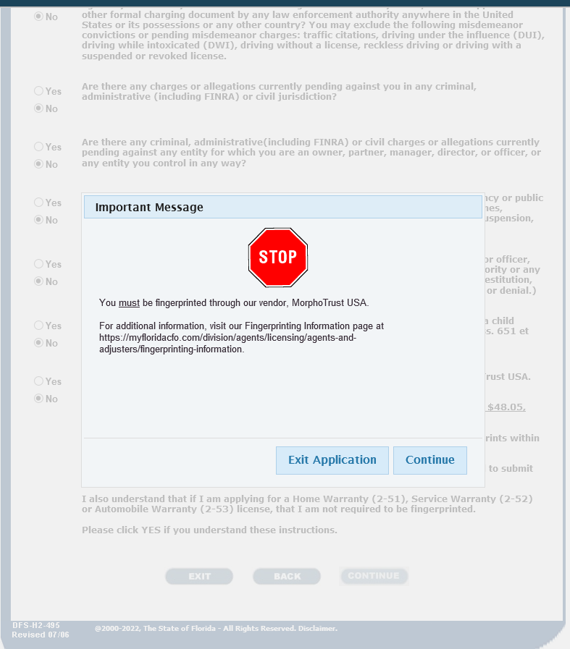 No
other formal charging document by any law enforcement authority anywhere in the United
States or its possessions or any other country? You may exclude the following misdemeanor
convictions or pending misdemeanor charges: traffic citations, driving under the influence (DUI),
driving while intoxicated (DWI), driving without a license, reckless driving or driving with a
suspended or revoked license.
Yes
No
Are there any charges or allegations currently pending against you in any criminal,
administrative (including FINRA) or civil jurisdiction?
Yes
No
Are there any criminal, administrative(including FINRA) or civil charges or allegations currently
pending against any entity for which you are an owner, partner, manager, director, or officer, or
any entity you control in any way?
Yes
No
ncy or public
nes,
uspension,
Yes
No
or officer,
ority or any
estitution,
or denial.)
Yes
No
child
s. 651 et
Yes
No
Trust USA.
$48.05.
rints within
to submit
Important Message
STOP
You must be fingerprinted through our vendor, MorphoTrust USA.
For additional information, visit our Fingerprinting Information page at
https://myfloridacfo.com/division/agents/licensing/agents-and-
adjusters/fingerprinting-information.
Exit Application
Continue
I also understand that if I am applying for a Home Warranty (2-51), Service Warranty (2-52)
or Automobile Warranty (2-53) license, that I am not required to be fingerprinted.
Please click YES if you understand these instructions.
EXIT
BACK
CONTINUE
DFS-H2-495
Revised 07/06
@2000-2022, The State of Florida - All Rights Reserved. Disclaimer.